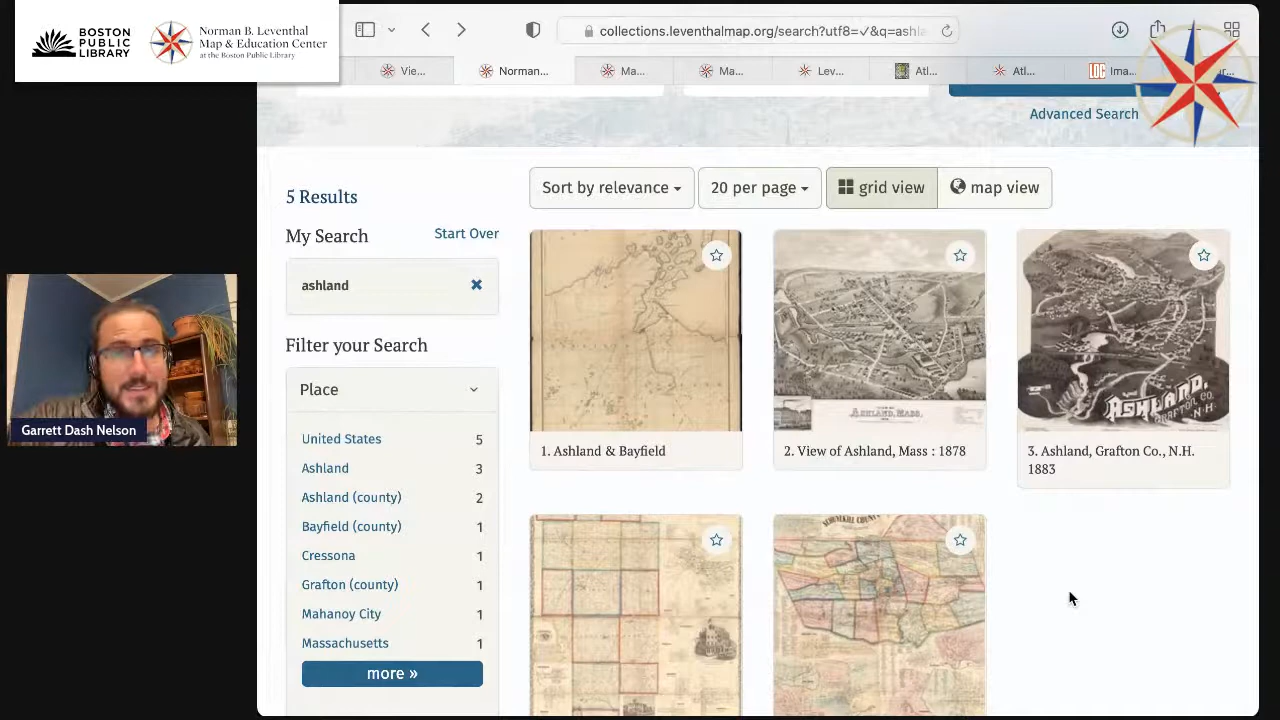 BOSTON
PUBLIC
LIBRARY
Norman B. Leventhal
Map & Education Center
at the Boston Public Library
collections.leventhalmap.org/search?utf8=✓&q=ashla
Vie...
Norman...
Ma...
Ma...
Lev...
Atl...
Atl...
LOC
Ima...
Advanced Search
5 Results
Sort by relevance
20 per page
grid view
map view
My Search
Start Over
ashland
Filter your Search
Place
United States 5
Ashland 3
Ashland (county) 2
Bayfield (county) 1
Cressona 1
Grafton (county) 1
Mahanoy City 1
Massachusetts 1
more »
ASHLAND, MASS.
ASHLAND,
GRAFTON CO.
N.H.
1. Ashland & Bayfield
2. View of Ashland, Mass : 1878
3. Ashland, Grafton Co., N.H.
1883
Garrett Dash Nelson